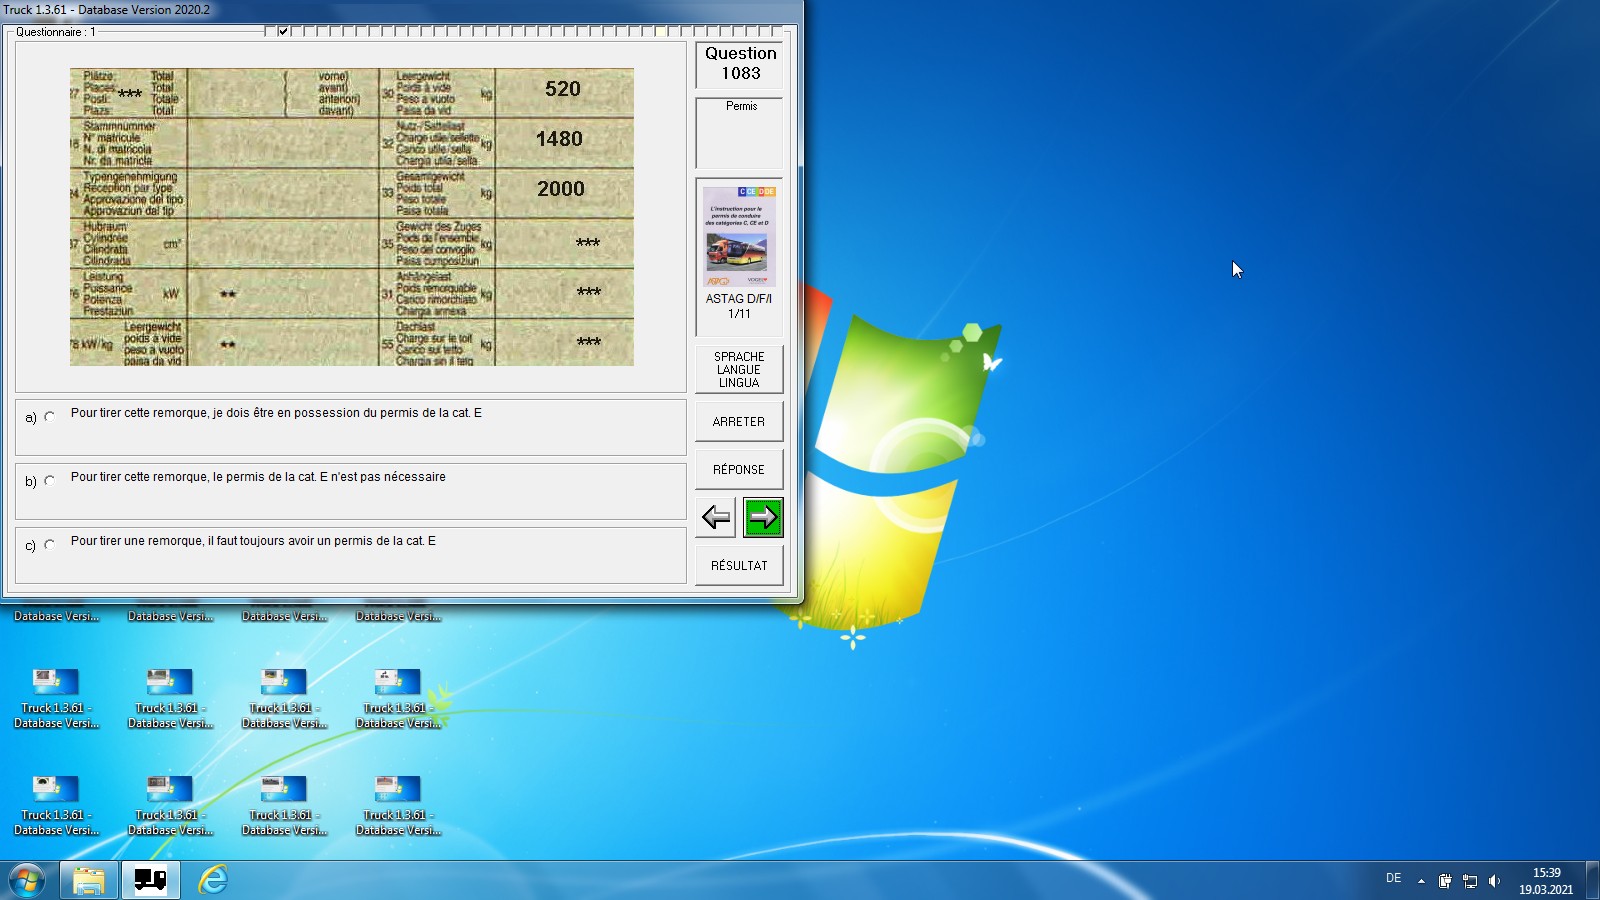 Truck 1.3.61 - Database Version 2020.2
Questionnaire : 1
Question
1083
Permis
Plätze: Total
Places: Total
Posti: Totale
Plazs: Total
***
( vorne)
( avant)
( anteriori)
( davant)
30 Leergewicht
Poids à vide
Peso a vuoto
Paisa da vid
kg
520
Stammnummer
N° matricule
N. di matricola
Nr. da matricla
32 Nutz-/Sattellast
Charge utile/sellette
Carico utile/sella
Chargia utila/sella
kg
1480
Typengenehmigung
Réception par type
Approvazione del tipo
Approvaziun dal tip
33 Gesamtgewicht
Poids total
Peso totale
Paisa totala
kg
2000
Hubraum
Cylindrée
Cilindrata
Cilindrada
cm³
35 Gewicht des Zuges
Poids de l'ensemble
Peso del convoglio
Paisa cumposiziun
kg
***
Leistung
Puissance
Potenza
Prestaziun
kW
**
31 Anhängelast
Poids remorquable
Carico rimorchiato
Chargia annexa
kg
***
78 kW/kg
Leergewicht
poids à vide
peso a vuoto
paisa da vid
**
55 Dachlast
Charge sur le toit
Carico sul tetto
Chargia sin il tetg
kg
***
C CE D DE
L'instruction pour le
permis de conduire
des catégories C, CE et D
ASTAG D/F/I
1/11
SPRACHE
LANGUE
LINGUA
ARRETER
RÉPONSE
RÉSULTAT
a) Pour tirer cette remorque, je dois être en possession du permis de la cat. E
b) Pour tirer cette remorque, le permis de la cat. E n'est pas nécessaire
c) Pour tirer une remorque, il faut toujours avoir un permis de la cat. E
Database Versi... Database Versi... Database Versi... Database Versi...
Truck 1.3.61 - Truck 1.3.61 - Truck 1.3.61 - Truck 1.3.61 -
Database Versi... Database Versi... Database Versi... Database Versi...
Truck 1.3.61 - Truck 1.3.61 - Truck 1.3.61 - Truck 1.3.61 -
Database Versi... Database Versi... Database Versi... Database Versi...
DE
15:39
19.03.2021